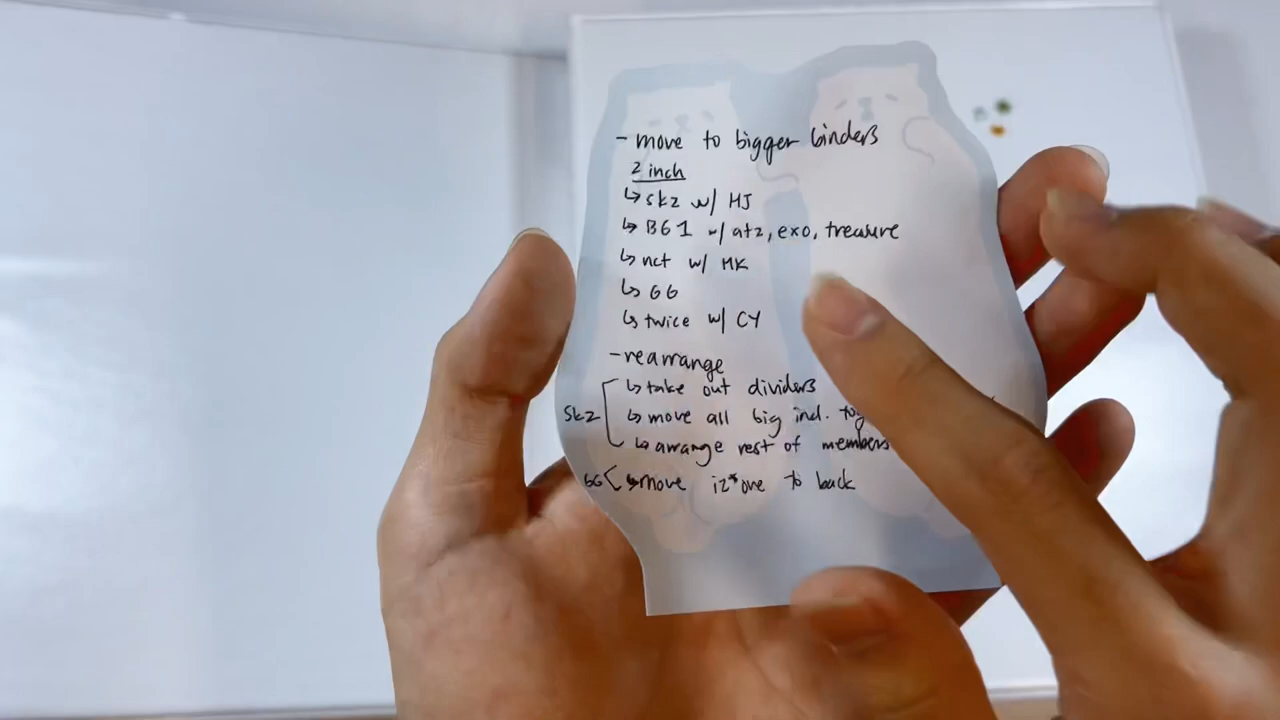 - move to bigger binders
2 inch
↳ skz w/ HJ
↳ BG 1 w/ atz, exo, treasure
↳ nct w/ MK
↳ GG
↳ twice w/ CY
- rearrange
↳ take out dividers
skz ↳ move all big incl.
↳ arrange rest of members
GG ↳ move iz*one to back